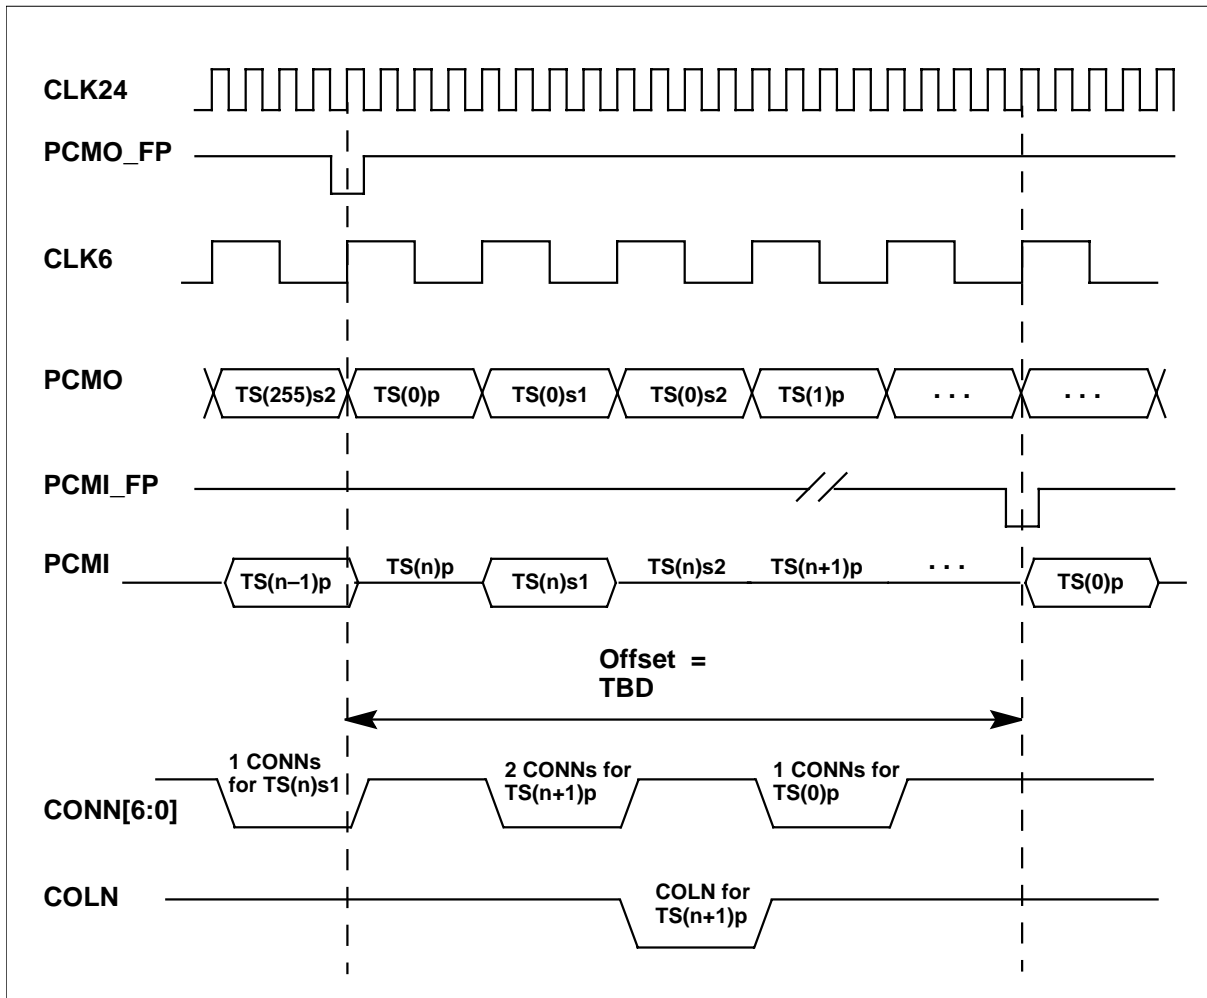 CLK24
PCMO_FP
CLK6
PCMO
TS(255)s2
TS(0)p
TS(0)s1
TS(0)s2
TS(1)p
. . .
. . .
PCMI_FP
PCMI
TS(n–1)p
TS(n)p
TS(n)s1
TS(n)s2
TS(n+1)p
. . .
TS(0)p
Offset =
TBD
CONN[6:0]
1 CONNs
for TS(n)s1
2 CONNs for
TS(n+1)p
1 CONNs for
TS(0)p
COLN
COLN for
TS(n+1)p